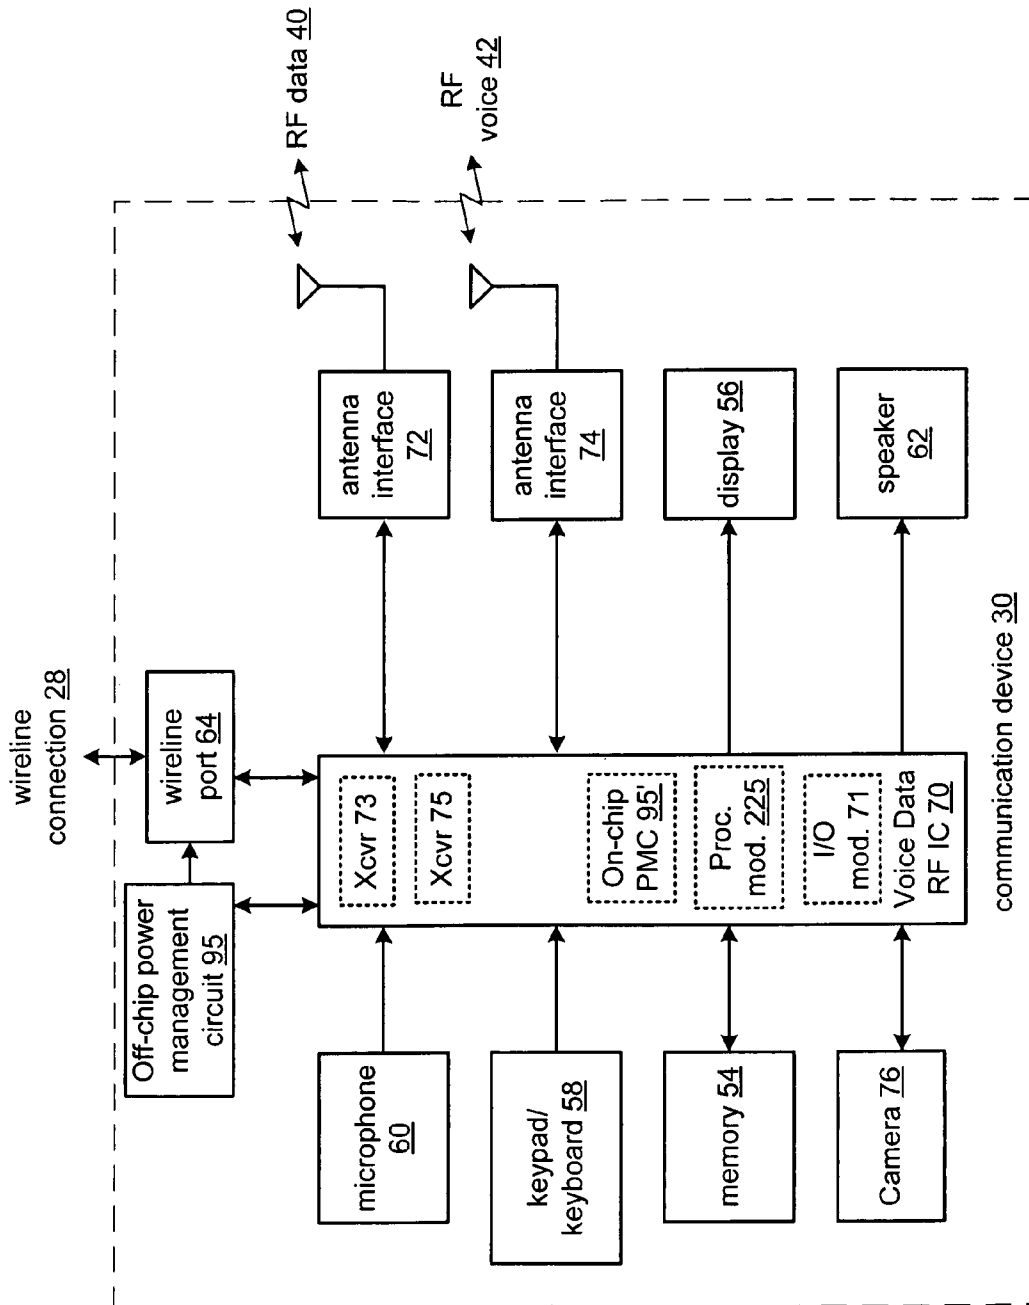 wireline
connection 28
Off-chip power
management
circuit 95
wireline
port 64
RF data 40
RF
voice 42
microphone
60
Xcvr 73
antenna
interface
72
keypad/
keyboard 58
Xcvr 75
antenna
interface
74
On-chip
PMC 95'
memory 54
Proc.
mod. 225
display 56
Camera 76
I/O
mod. 71
Voice Data
RF IC 70
speaker
62
communication device 30